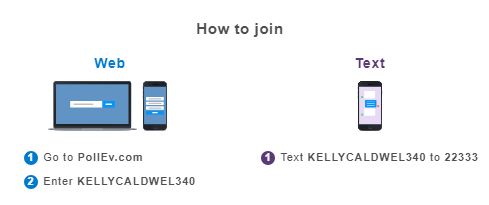 How to join
Web
Text
1 Go to PollEv.com
2 Enter KELLYCALDWEL340
1 Text KELLYCALDWEL340 to 22333